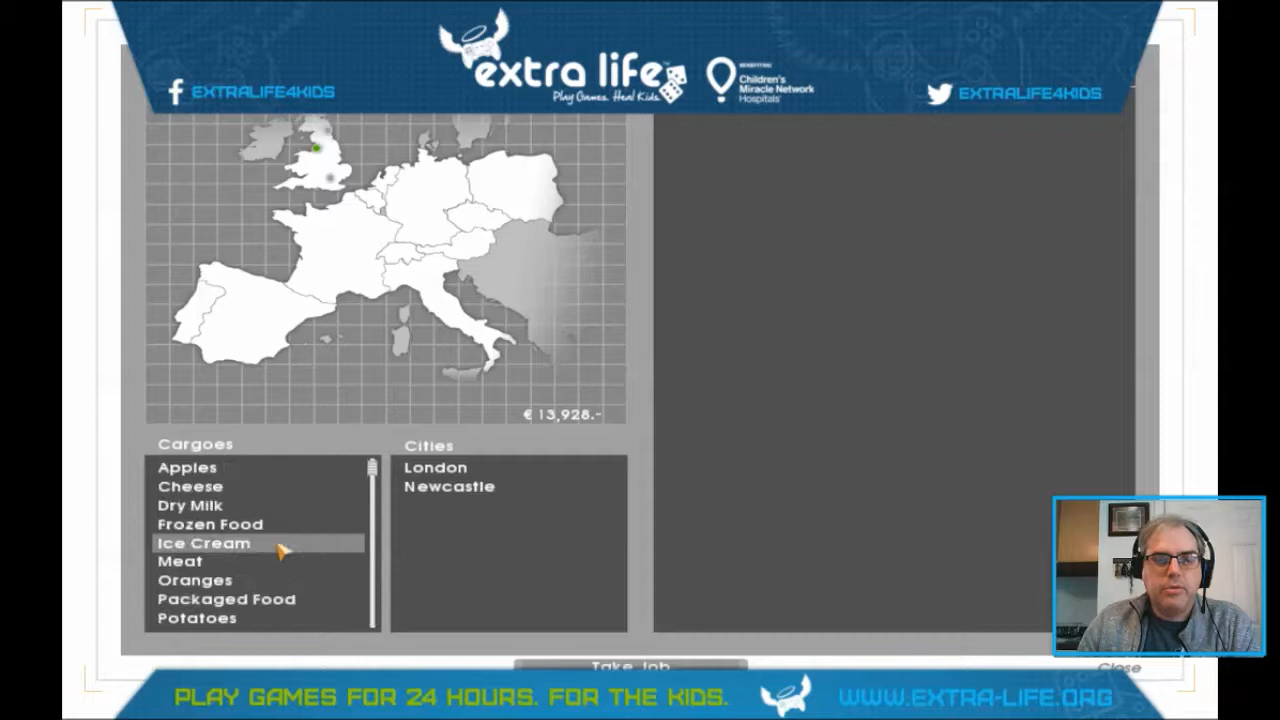 extra life
Play Games. Heal Kids.
BENEFITING
Children's
Miracle Network
Hospitals
EXTRALIFE4KIDS
EXTRALIFE4KIDS
€ 13,928.-
Cargoes
Apples
Cheese
Dry Milk
Frozen Food
Ice Cream
Meat
Oranges
Packaged Food
Potatoes
Cities
London
Newcastle
Take Job
Close
PLAY GAMES FOR 24 HOURS. FOR THE KIDS.
WWW.EXTRA-LIFE.ORG